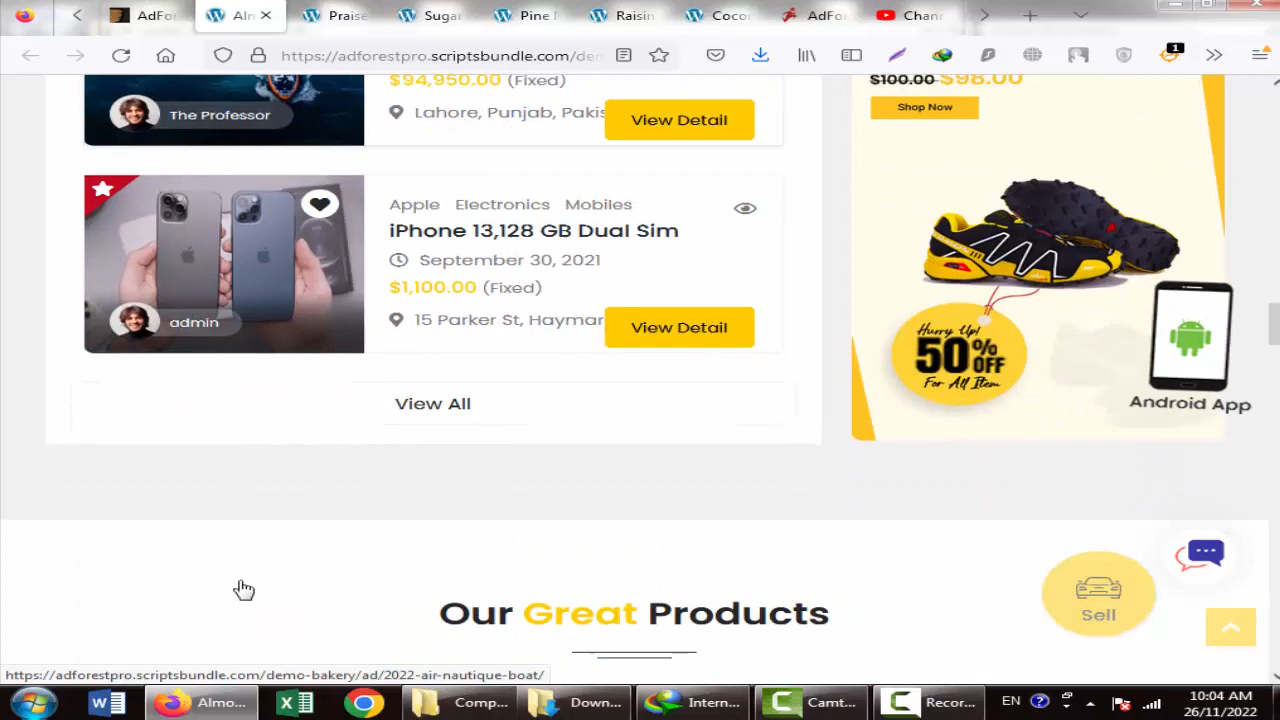 AdFo
Aln
Praise
Sugar
Pine
Raisin
Coco
AdFo
Chan
https://adforestpro.scriptsbundle.com/de
1
$94,950.00 (Fixed)
The Professor
Lahore, Punjab, Pakis
View Detail
$100.00 $98.00
Shop Now
Apple Electronics Mobiles
iPhone 13,128 GB Dual Sim
September 30, 2021
$1,100.00 (Fixed)
admin
15 Parker St, Haymar
View Detail
Hurry Up!
50% OFF
For All Item
Android App
View All
Sell
Our Great Products
https://adforestpro.scriptsbundle.com/demo-bakery/ad/2022-air-nautique-boat/
Almo...
Comp...
Down...
Intern...
Camt...
Recor...
EN
10:04 AM
26/11/2022